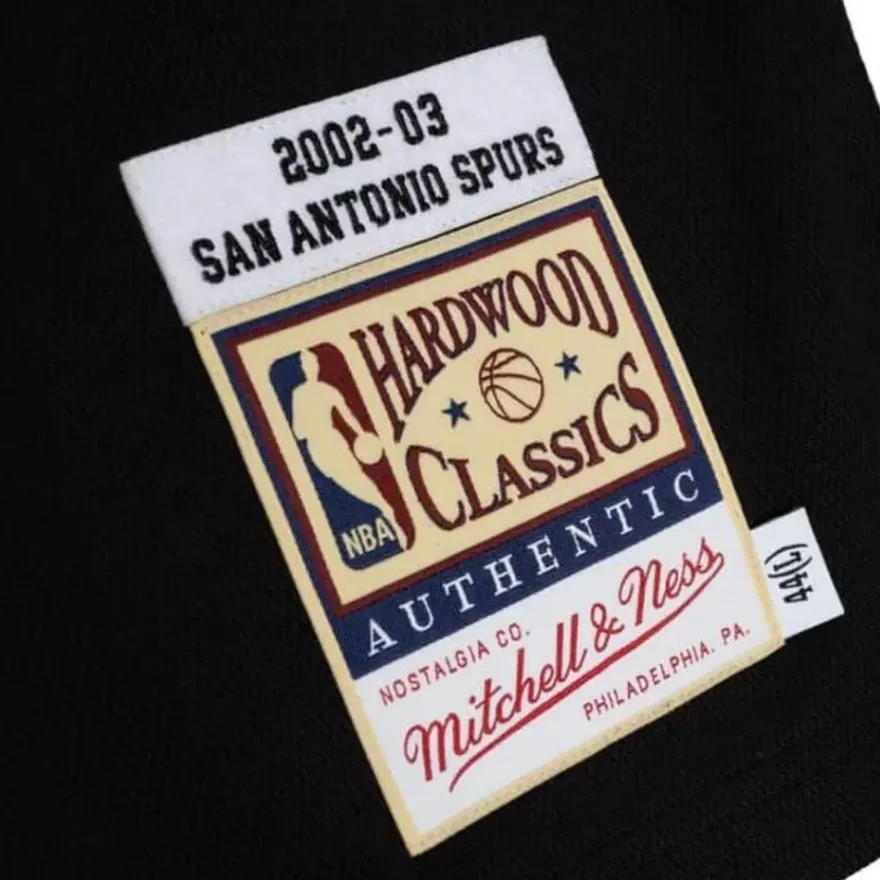 2002-03
SAN ANTONIO SPURS
HARDWOOD
CLASSICS
NBA
AUTHENTIC
NOSTALGIA CO.
Mitchell & Ness
PHILADELPHIA, PA.
44(L)